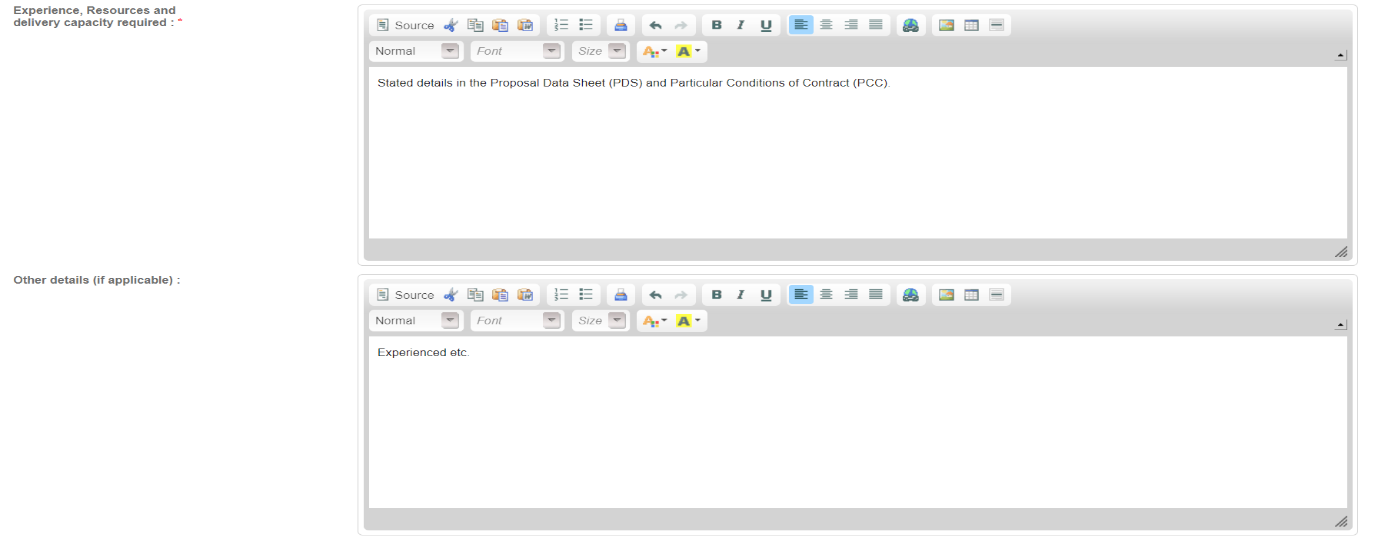 Experience, Resources and
delivery capacity required : *
Source
B I U
Normal Font Size A A
Stated details in the Proposal Data Sheet (PDS) and Particular Conditions of Contract (PCC).
Other details (if applicable) :
Source
B I U
Normal Font Size A A
Experienced etc.